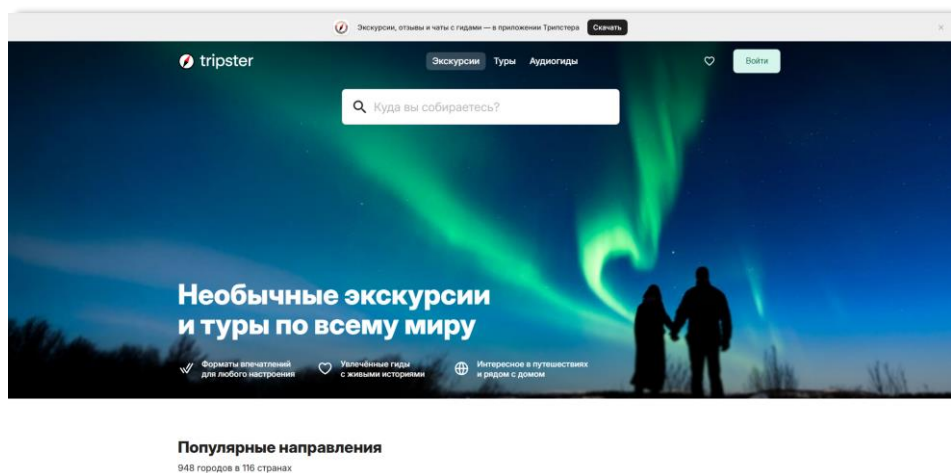 Экскурсии, отзывы и чаты с гидами — в приложении Трипстера Скачать
tripster Экскурсии Туры Аудиогиды Войти
Куда вы собираетесь?
Необычные экскурсии
и туры по всему миру
Форматы впечатлений
для любого настроения
Увлечённые гиды
с живыми историями
Интересное в путешествиях
и рядом с домом
Популярные направления
948 городов в 116 странах